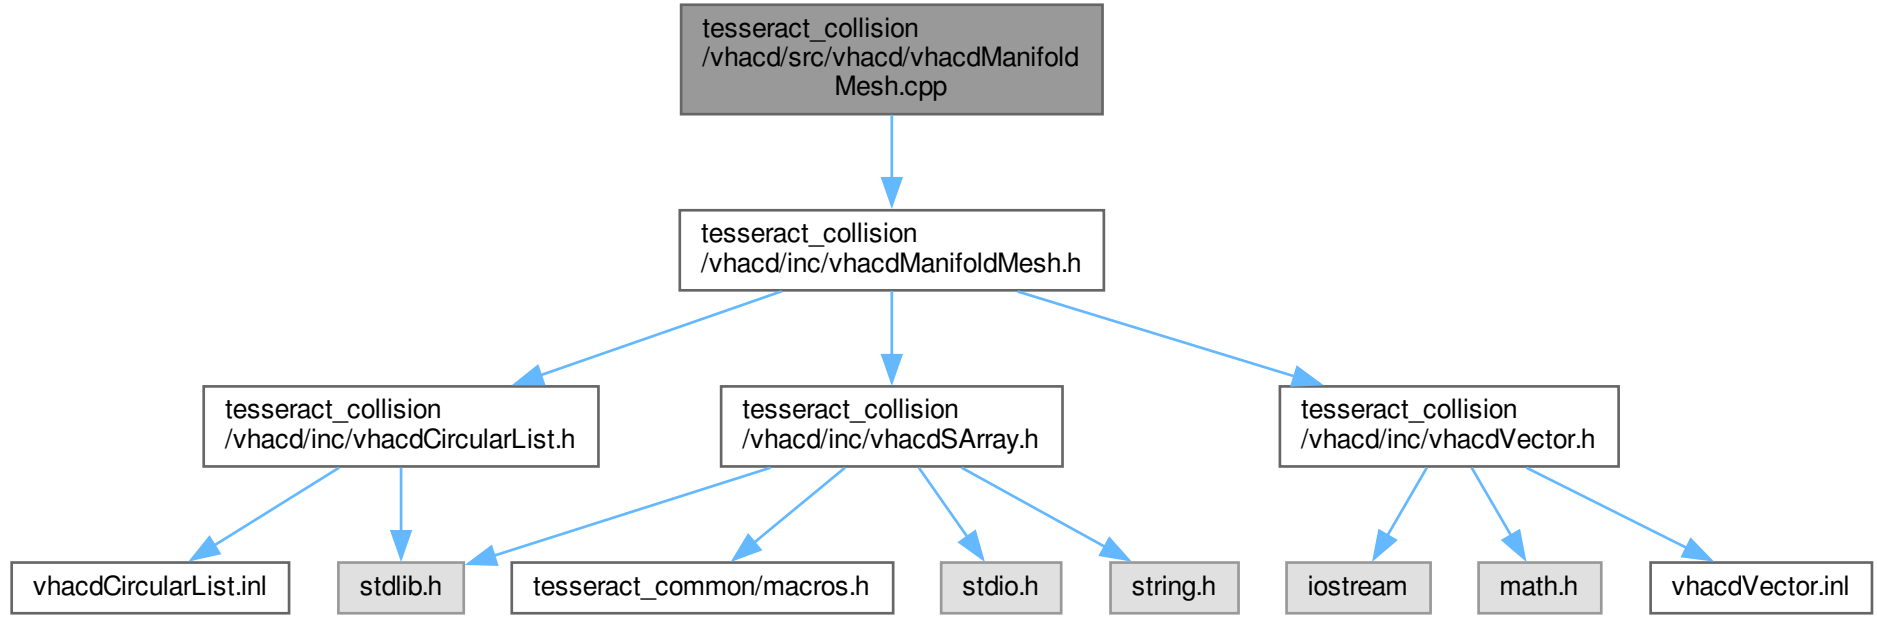 tesseract_collision
/vhacd/src/vhacd/vhacdManifold
Mesh.cpp
tesseract_collision
/vhacd/inc/vhacdManifoldMesh.h
tesseract_collision
/vhacd/inc/vhacdCircularList.h
tesseract_collision
/vhacd/inc/vhacdSArray.h
tesseract_collision
/vhacd/inc/vhacdVector.h
vhacdCircularList.inl
stdlib.h
tesseract_common/macros.h
stdio.h
string.h
iostream
math.h
vhacdVector.inl